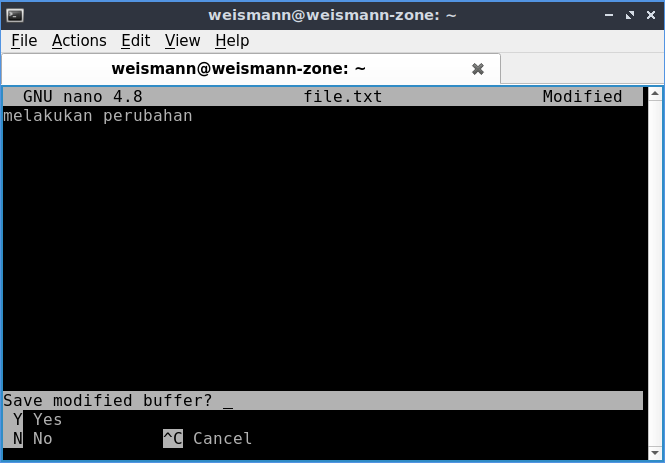 weismann@weismann-zone: ~
File Actions Edit View Help
weismann@weismann-zone: ~
GNU nano 4.8 file.txt Modified
melakukan perubahan
Save modified buffer? _
Y Yes
N No ^C Cancel